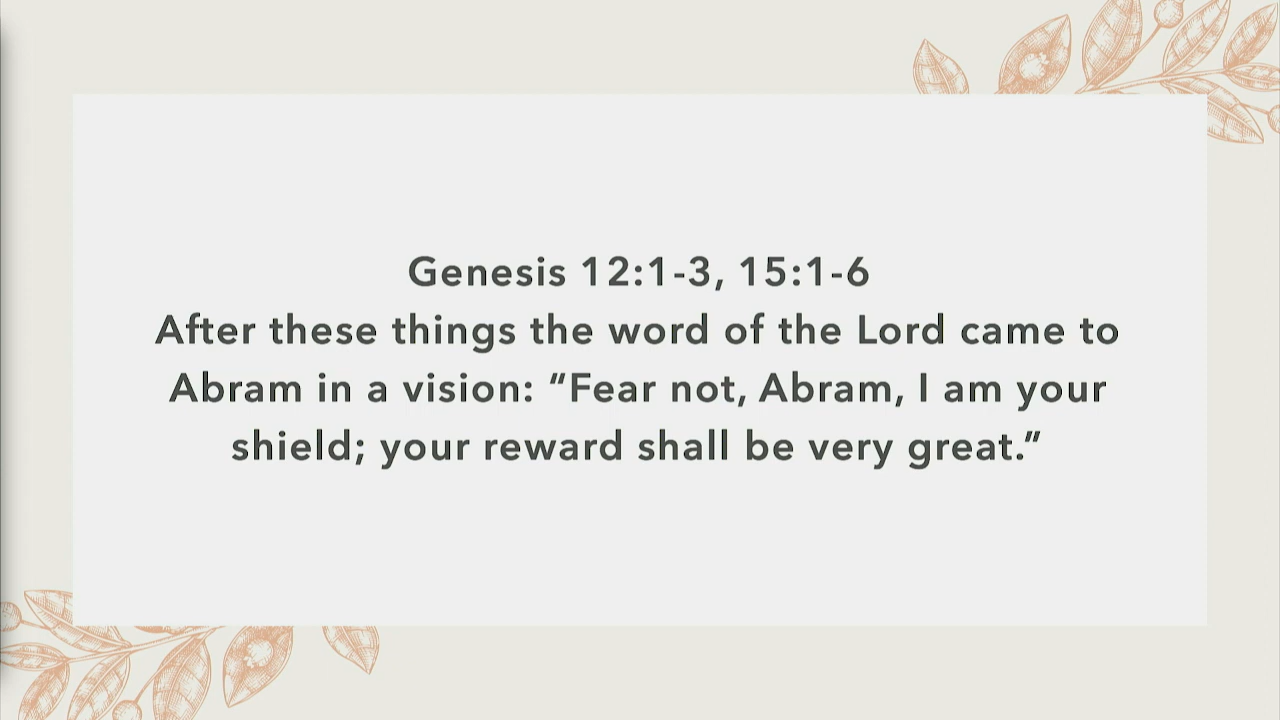 Genesis 12:1-3, 15:1-6
After these things the word of the Lord came to
Abram in a vision: “Fear not, Abram, I am your
shield; your reward shall be very great.”